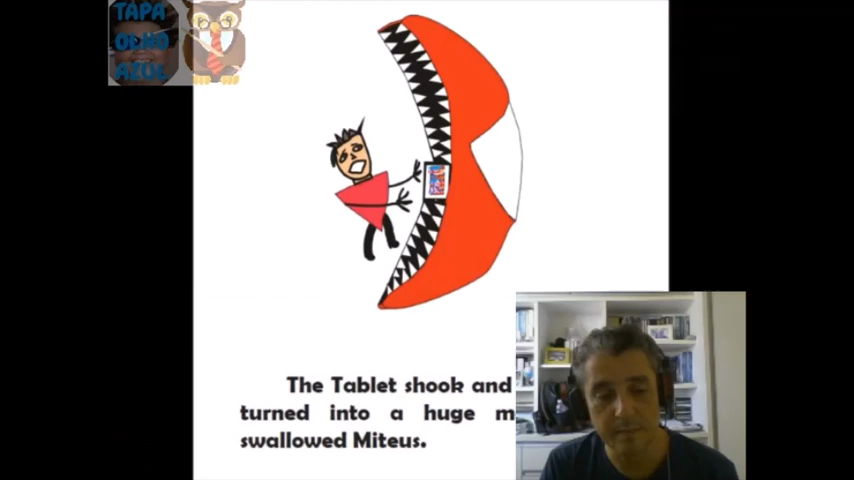 TAPA
OLHO
AZUL
The Tablet shook and
turned into a huge m
swallowed Miteus.